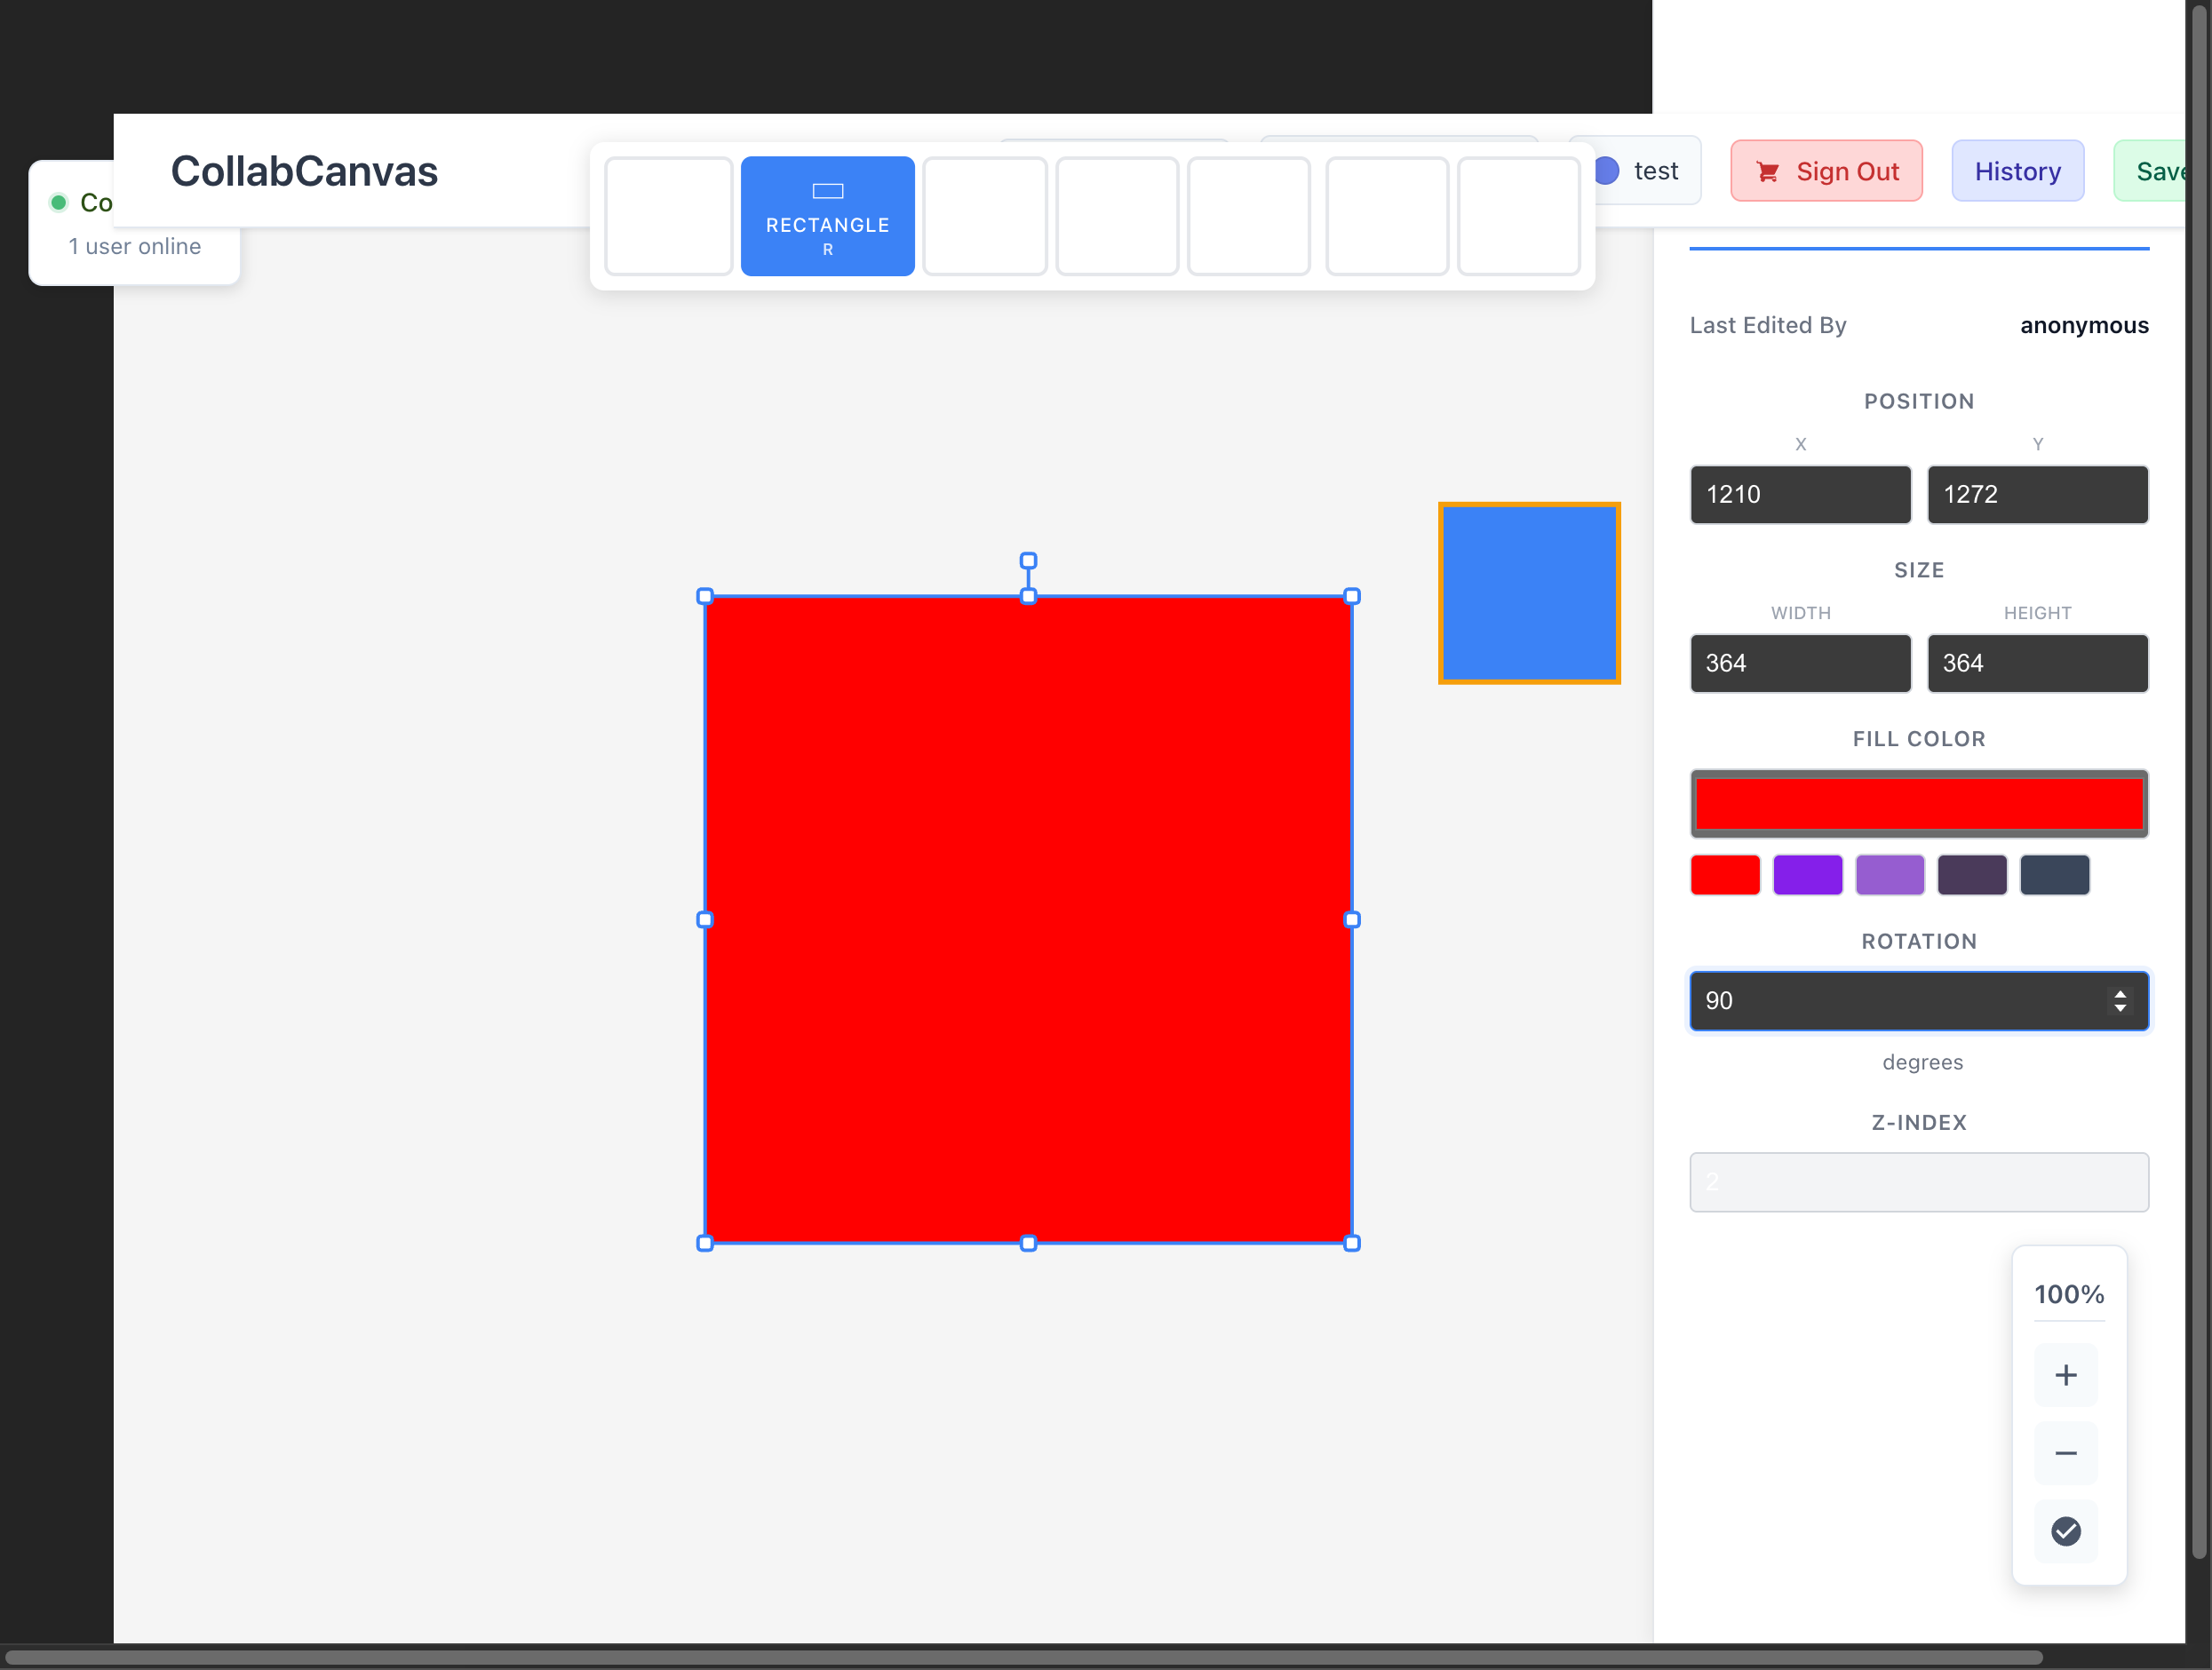 CollabCanvas
Co
1 user online
RECTANGLE
R
test
Sign Out
History
Save
Last Edited By
anonymous
POSITION
X
Y
1210
1272
SIZE
WIDTH
HEIGHT
364
364
FILL COLOR
ROTATION
90
degrees
Z-INDEX
2
100%